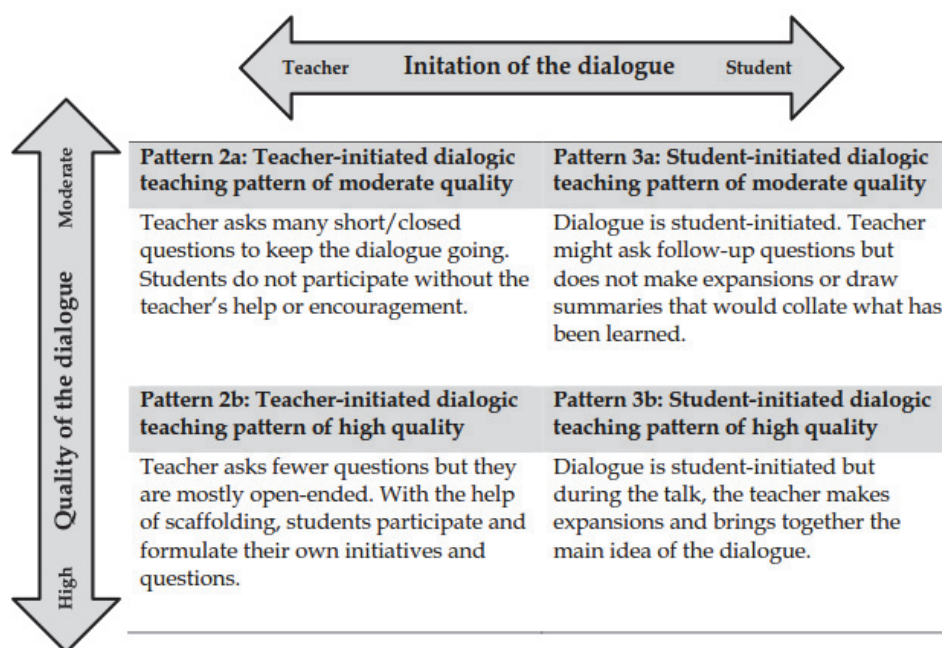 Teacher Initation of the dialogue Student
Moderate
Quality of the dialogue
High
Pattern 2a: Teacher-initiated dialogic
teaching pattern of moderate quality
Teacher asks many short/closed
questions to keep the dialogue going.
Students do not participate without the
teacher's help or encouragement.
Pattern 3a: Student-initiated dialogic
teaching pattern of moderate quality
Dialogue is student-initiated. Teacher
might ask follow-up questions but
does not make expansions or draw
summaries that would collate what has
been learned.
Pattern 2b: Teacher-initiated dialogic
teaching pattern of high quality
Teacher asks fewer questions but they
are mostly open-ended. With the help
of scaffolding, students participate and
formulate their own initiatives and
questions.
Pattern 3b: Student-initiated dialogic
teaching pattern of high quality
Dialogue is student-initiated but
during the talk, the teacher makes
expansions and brings together the
main idea of the dialogue.